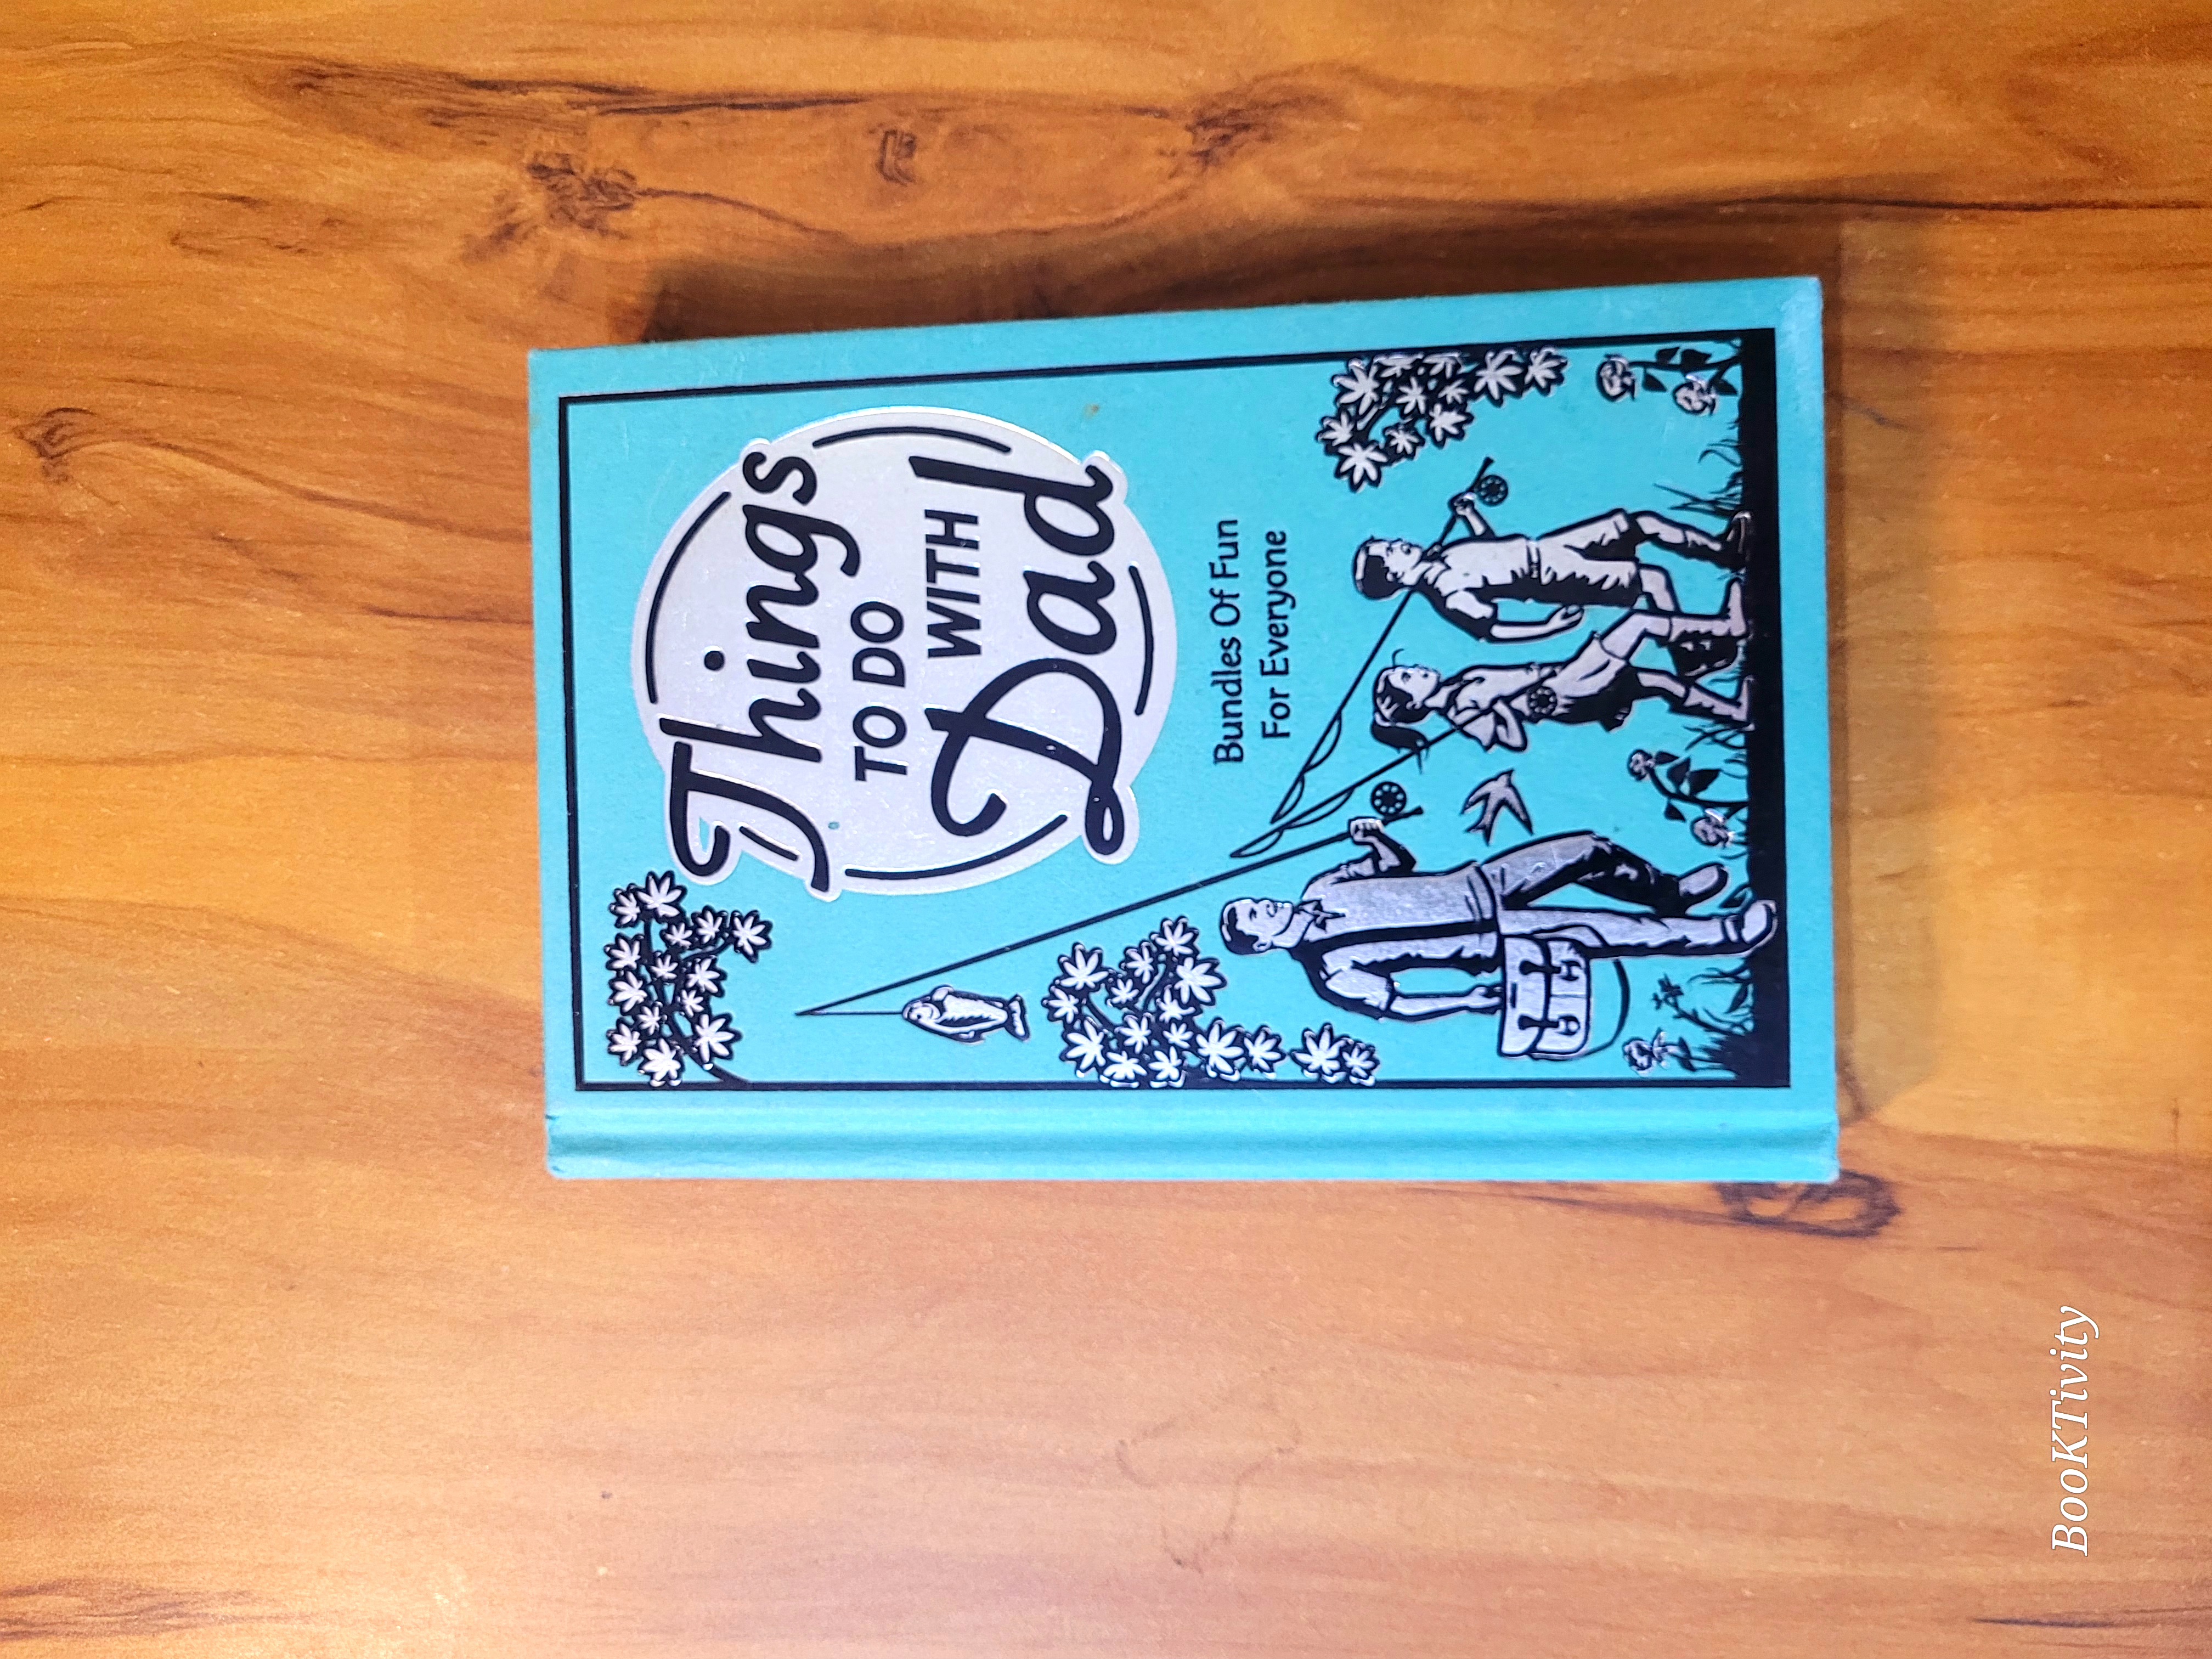 Things
TO DO
WITH
Dad
Bundles Of Fun
For Everyone
BooKTivity